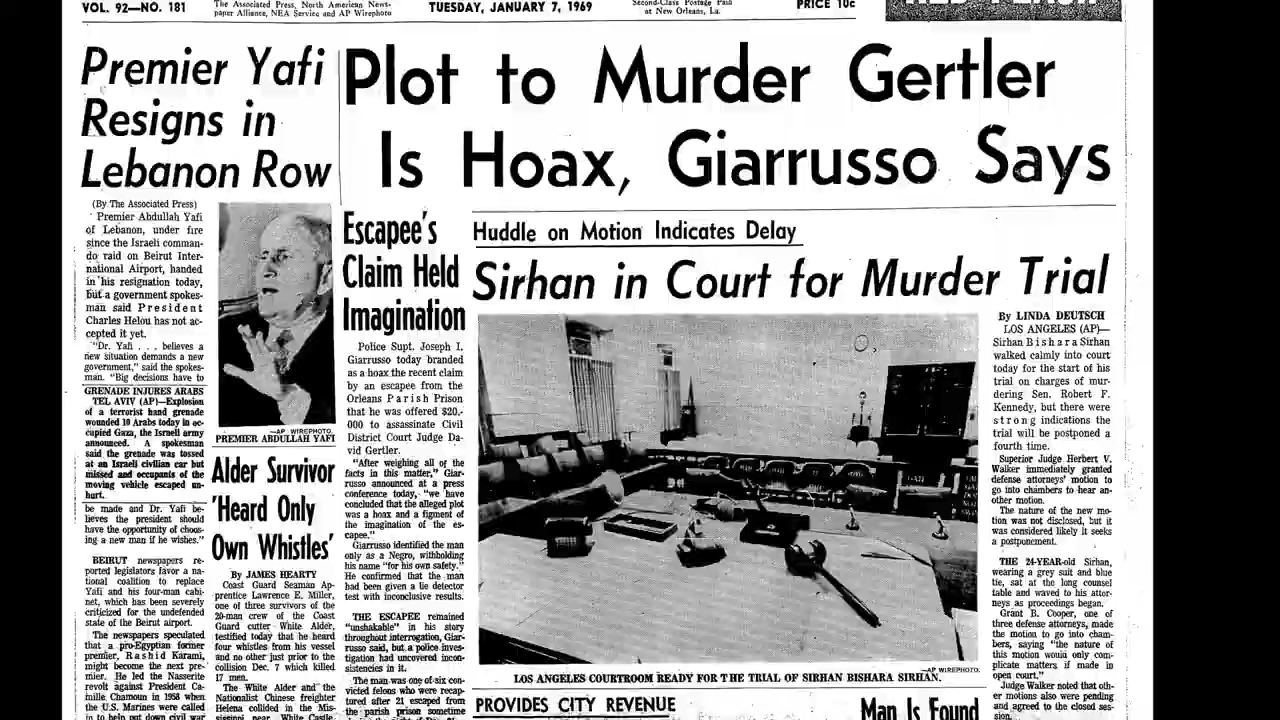 VOL. 92—NO. 181
The Associated Press, North American News-
paper Alliance, NEA Service and AP Wirephoto
TUESDAY, JANUARY 7, 1969
Second-Class Postage Paid
at New Orleans, La.
PRICE 10c
Premier Yafi
Resigns in
Lebanon Row
(By The Associated Press)
Premier Abdullah Yafi
of Lebanon, under fire
since the Israeli comman-
do raid on Beirut Inter-
national Airport, handed
in his resignation today,
but a government spokes-
man said President
Charles Helou has not ac-
cepted it yet.
"Dr. Yafi . . . believes a
new situation demands a new
government," said the spokes-
man. "Big decisions have to
GRENADE INJURES ARABS
TEL AVIV (AP)—Explosion
of a terrorist hand grenade
wounded 10 Arabs today in oc-
cupied Gaza, the Israeli army
announced. A spokesman
said the grenade was tossed
at an Israeli civilian car but
missed and occupants of the
moving vehicle escaped un-
hurt.
be made and Dr. Yafi be-
lieves the president should
have the opportunity of choos-
ing a new man if he wishes."
BEIRUT newspapers re-
ported legislators favor a na-
tional coalition to replace
Yafi and his four-man cabi-
net, which has been severely
criticized for the undefended
state of the Beirut airport.
The newspapers speculated
that a pro-Egyptian former
premier, Rashid Karami,
might become the next pre-
mier. He led the Nasserite
revolt against President Ca-
mille Chamoun in 1958 when
the U.S. Marines were called
in to help put down civil war
—AP WIREPHOTO.
PREMIER ABDULLAH YAFI
Alder Survivor
'Heard Only
Own Whistles'
By JAMES HEARTY
Coast Guard Seaman Ap-
prentice Lawrence E. Miller,
one of three survivors of the
20-man crew of the Coast
Guard cutter White Alder,
testified today that he heard
four whistles from his vessel
and no other just prior to the
collision Dec. 7 which killed
17 men.
The White Alder and the
Nationalist Chinese freighter
Helena collided in the Mis-
sissippi near White Castle,
Plot to Murder Gertler
Is Hoax, Giarrusso Says
Escapee's
Claim Held
Imagination
Police Supt. Joseph I.
Giarrusso today branded
as a hoax the recent claim
by an escapee from the
Orleans Parish Prison
that he was offered $20,-
000 to assassinate Civil
District Court Judge Da-
vid Gertler.
"After weighing all of the
facts in this matter," Giar-
russo announced at a press
conference today, "we have
concluded that the alleged plot
was a hoax and a figment of
the imagination of the es-
capee."
Giarrusso identified the man
only as a Negro, withholding
his name "for his own safety."
He confirmed that the man
had been given a lie detector
test with inconclusive results.
THE ESCAPEE remained
"unshakable" in his story
throughout interrogation, Giar-
russo said, but a police inves-
tigation had uncovered incon-
sistencies in it.
The man was one of six con-
victed felons who were recap-
tured after 21 escaped from
the parish prison sometime
Huddle on Motion Indicates Delay
Sirhan in Court for Murder Trial
—AP WIREPHOTO.
LOS ANGELES COURTROOM READY FOR THE TRIAL OF SIRHAN BISHARA SIRHAN.
PROVIDES CITY REVENUE
Man Is Found
By LINDA DEUTSCH
LOS ANGELES (AP)—
Sirhan Bishara Sirhan
walked calmly into court
today for the start of his
trial on charges of mur-
dering Sen. Robert F.
Kennedy, but there were
strong indications the
trial will be postponed a
fourth time.
Superior Judge Herbert V.
Walker immediately granted
defense attorneys' motion to
go into chambers to hear an-
other motion.
The nature of the new mo-
tion was not disclosed, but it
was considered likely it seeks
a postponement.
THE 24-YEAR-old Sirhan,
wearing a grey suit and blue
tie, sat at the long counsel
table and waved to his attor-
neys as proceedings began.
Grant B. Cooper, one of
three defense attorneys, made
the motion to go into cham-
bers, saying "the nature of
this motion would only com-
plicate matters if made in
open court."
Judge Walker noted that oth-
er motions also were pending
and agreed to the closed ses-
sion.